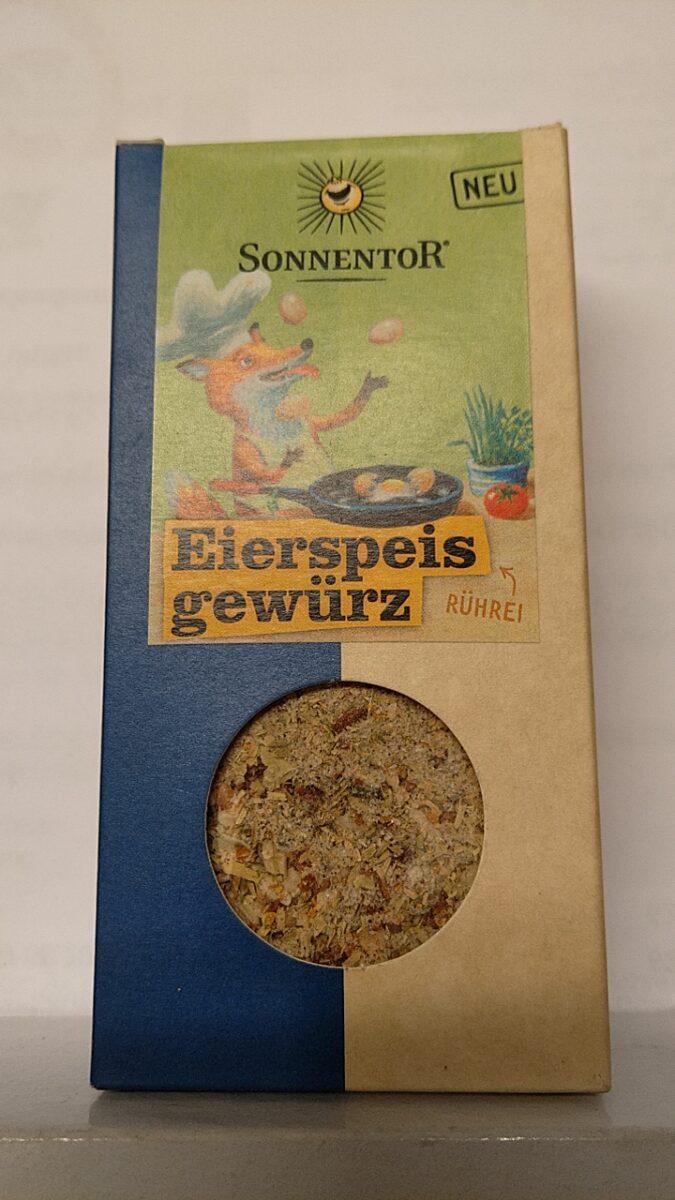 NEU
SONNENTOR®
Eierspeis
gewürz
RÜHREI